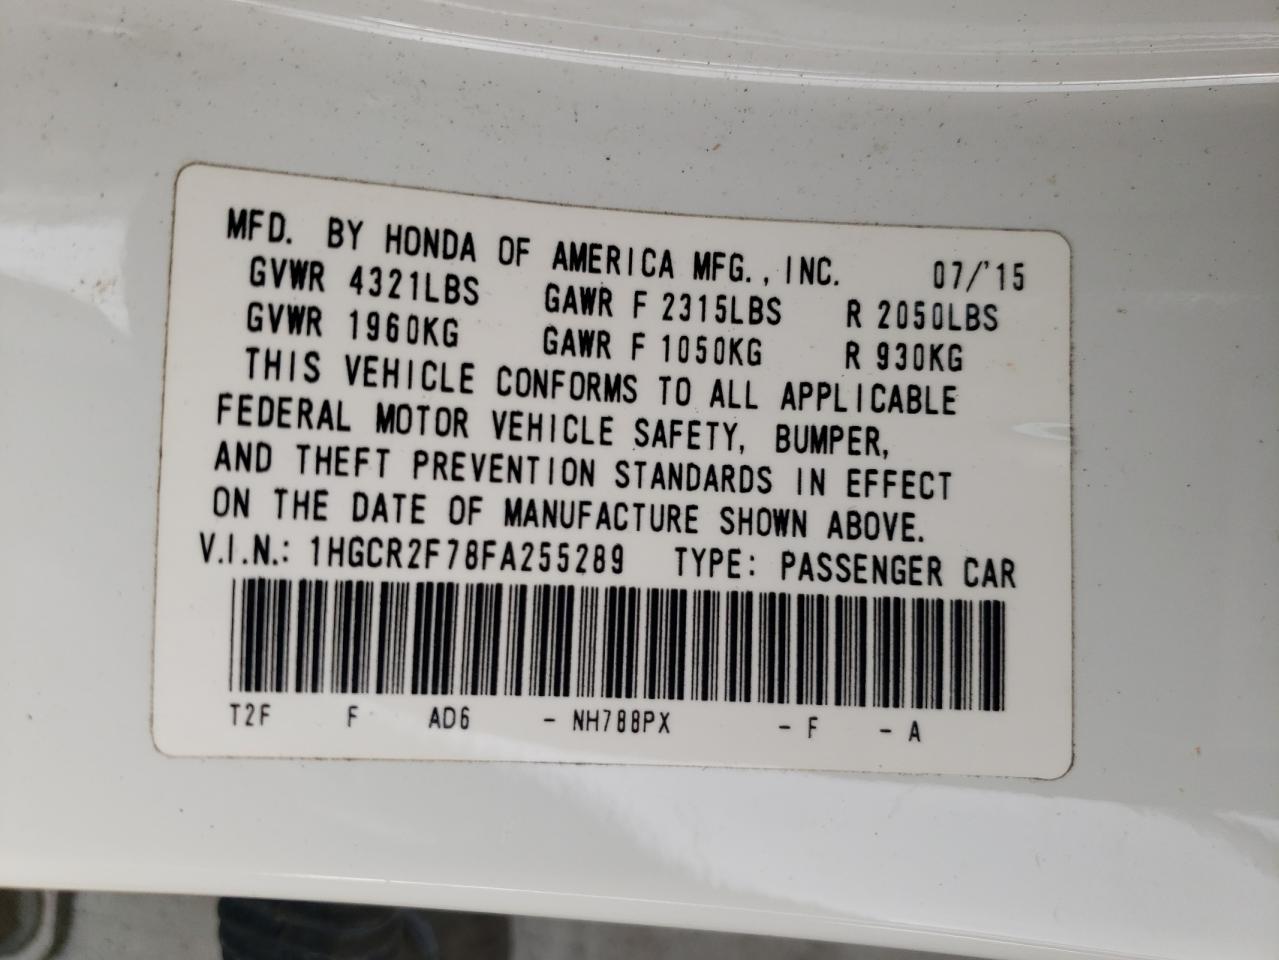 MFD. BY HONDA OF AMERICA MFG., INC. 07/'15
GVWR 4321LBS GAWR F 2315LBS R 2050LBS
GVWR 1960KG GAWR F 1050KG R 930KG
THIS VEHICLE CONFORMS TO ALL APPLICABLE
FEDERAL MOTOR VEHICLE SAFETY, BUMPER,
AND THEFT PREVENTION STANDARDS IN EFFECT
ON THE DATE OF MANUFACTURE SHOWN ABOVE.
V.I.N.: 1HGCR2F78FA255289 TYPE: PASSENGER CAR
T2F F AD6 - NH788PX - F - A